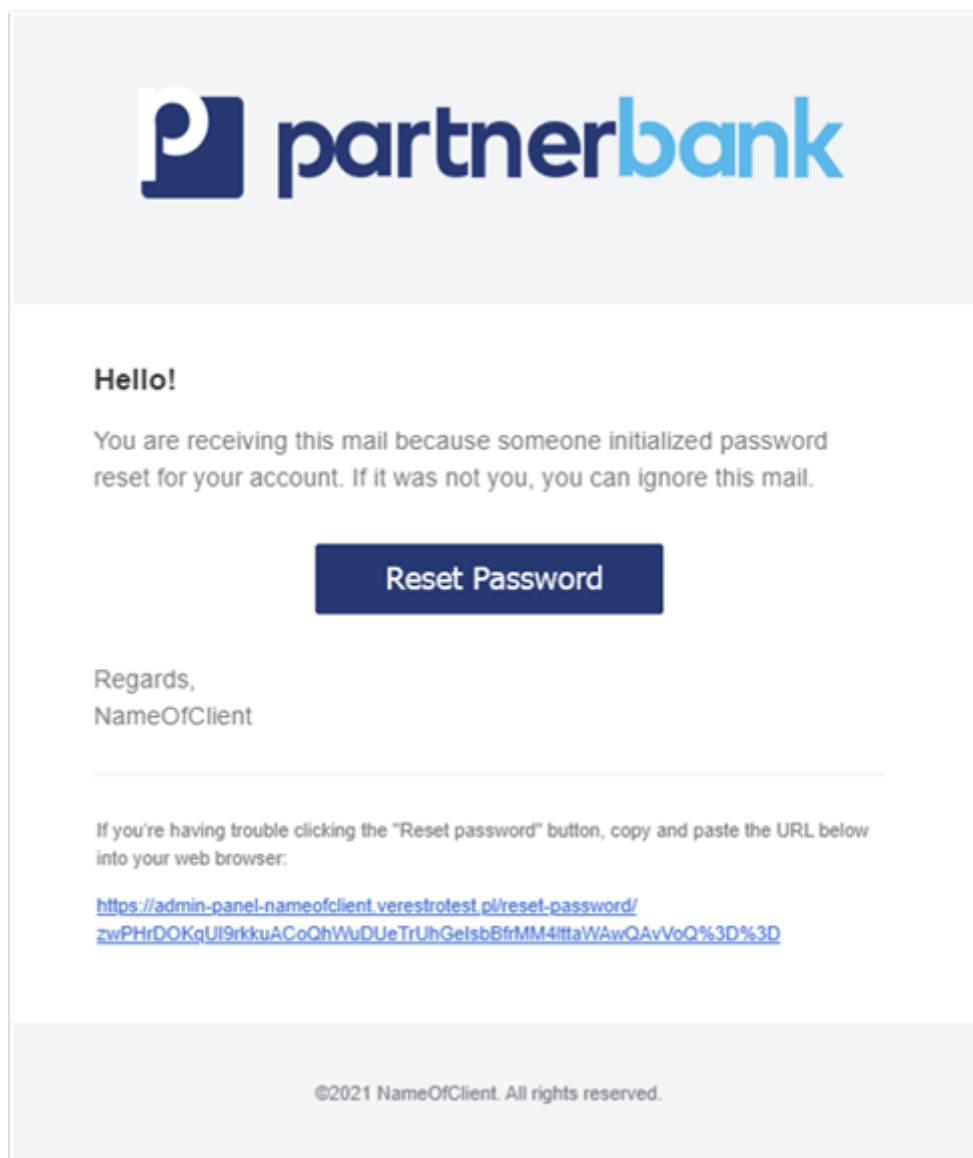 partnerbank
Hello!
You are receiving this mail because someone initialized password
reset for your account. If it was not you, you can ignore this mail.
Reset Password
Regards,
NameOfClient
If you're having trouble clicking the "Reset password" button, copy and paste the URL below
into your web browser:
https://admin-panel-nameofclient.verestrotest.pl/reset-password/
©2021 NameOfClient. All rights reserved.